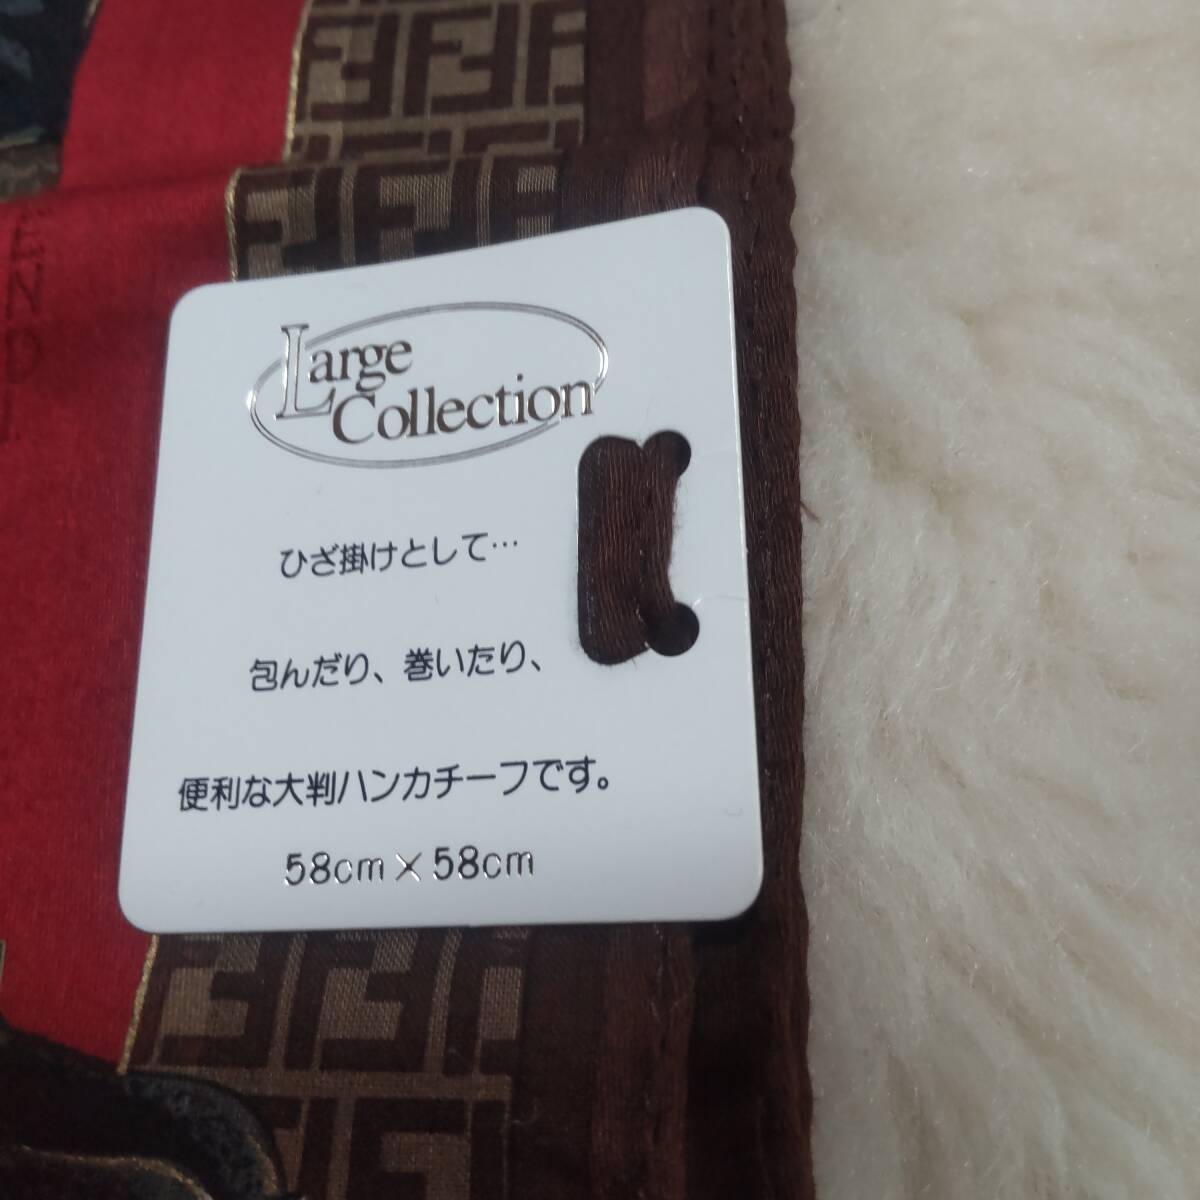 Large
Collection
ひざ掛けとして…
包んだり、巻いたり、
便利な大判ハンカチーフです。
58cm×58cm